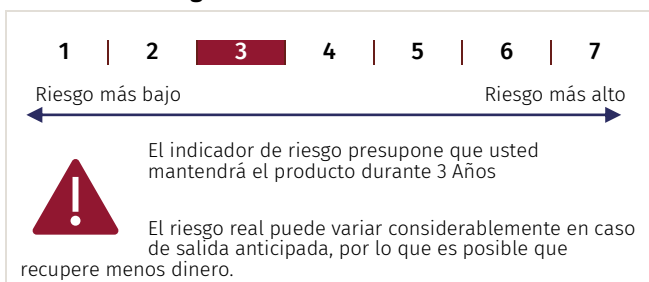 1 2 3 4 5 6 7
Riesgo más bajo Riesgo más alto
El indicador de riesgo presupone que usted
mantendrá el producto durante 3 Años
El riesgo real puede variar considerablemente en caso
de salida anticipada, por lo que es posible que
recupere menos dinero.